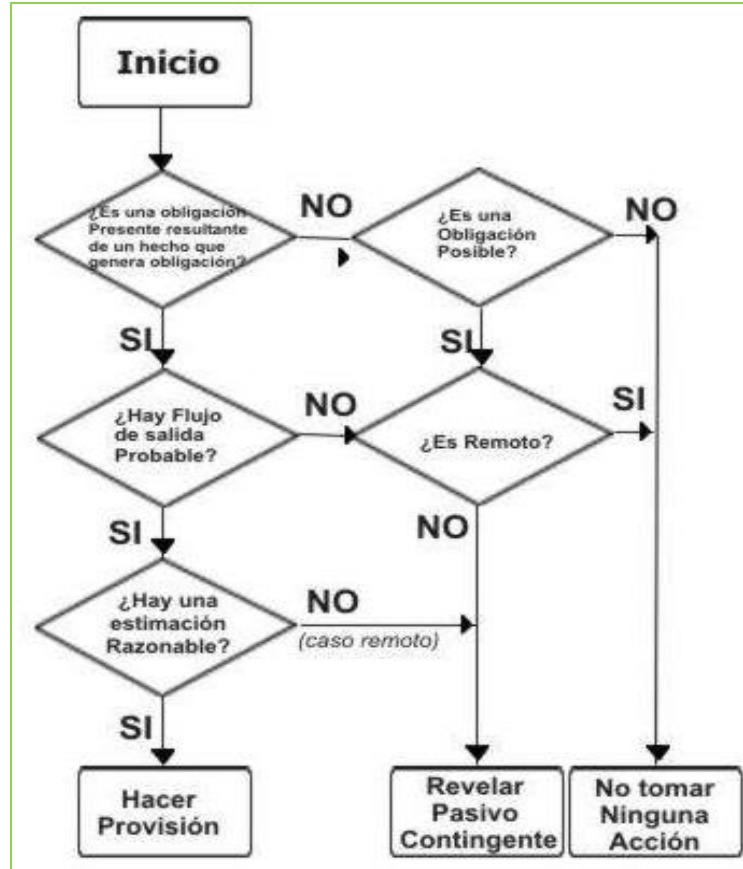 Inicio
¿Es una obligación
Presente resultante
de un hecho que
genera obligación?
NO
¿Es una
Obligación
Posible?
NO
SI
SI
¿Hay Flujo
de salida
Probable?
NO
¿Es Remoto?
SI
SI
NO
¿Hay una
estimación
Razonable?
NO
(caso remoto)
SI
Hacer
Provisión
Revelar
Pasivo
Contingente
No tomar
Ninguna
Acción